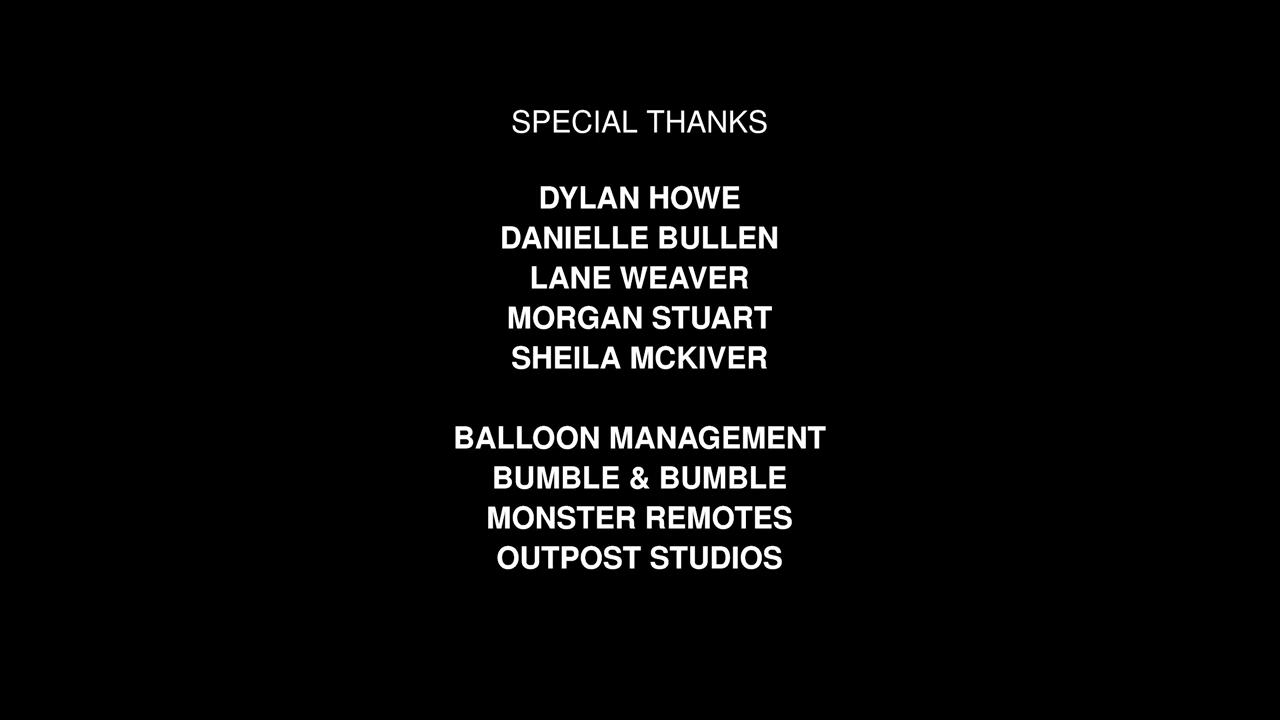 SPECIAL THANKS
DYLAN HOWE
DANIELLE BULLEN
LANE WEAVER
MORGAN STUART
SHEILA MCKIVER
BALLOON MANAGEMENT
BUMBLE & BUMBLE
MONSTER REMOTES
OUTPOST STUDIOS